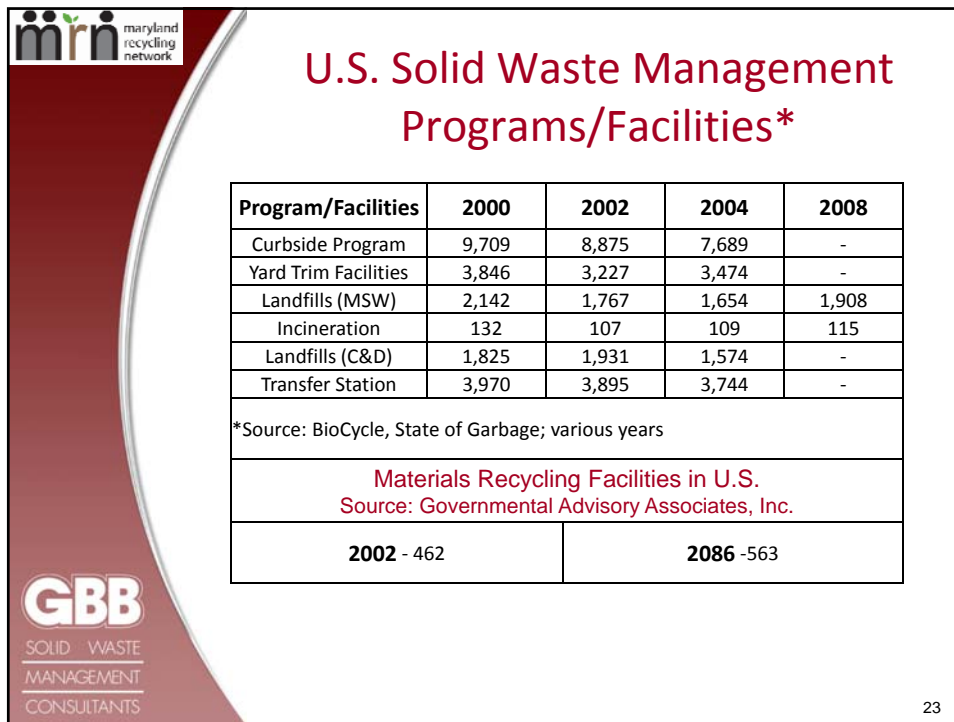 mrn maryland
recycling
network
U.S. Solid Waste Management
Programs/Facilities*
Program/Facilities 2000 2002 2004 2008
Curbside Program 9,709 8,875 7,689 -
Yard Trim Facilities 3,846 3,227 3,474 -
Landfills (MSW) 2,142 1,767 1,654 1,908
Incineration 132 107 109 115
Landfills (C&D) 1,825 1,931 1,574 -
Transfer Station 3,970 3,895 3,744 -
*Source: BioCycle, State of Garbage; various years
Materials Recycling Facilities in U.S.
Source: Governmental Advisory Associates, Inc.
2002 - 462 2086 -563
GBB
SOLID WASTE
MANAGEMENT
CONSULTANTS
23